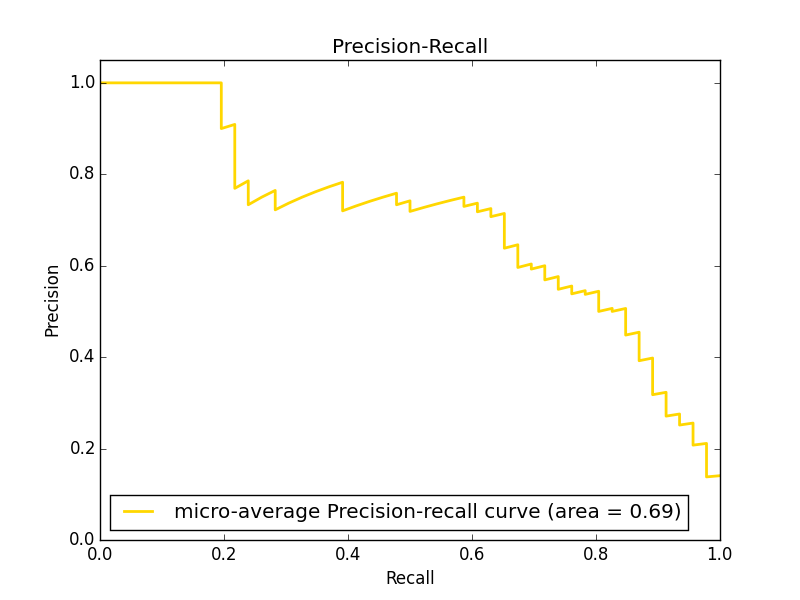 Precision-Recall
1.0
0.8
0.6
0.4
0.2
0.0
Precision
micro-average Precision-recall curve (area = 0.69)
0.0 0.2 0.4 0.6 0.8 1.0
Recall